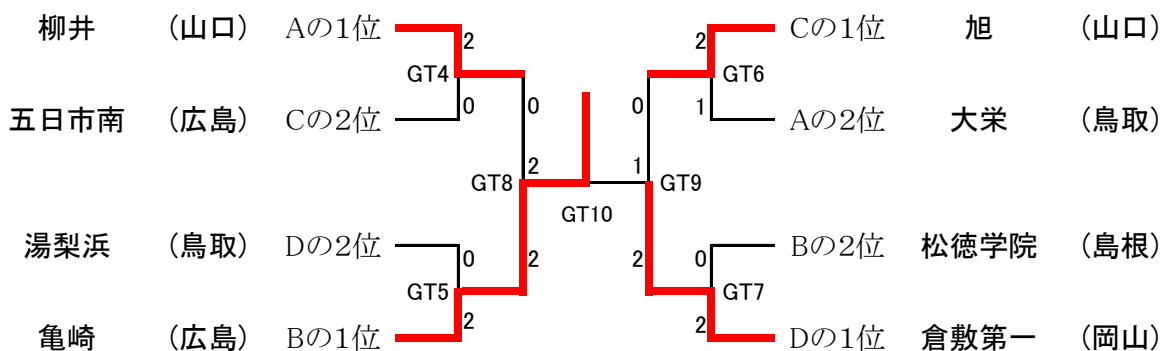 柳井 （山口） Aの1位 2 2 Cの1位 旭 （山口）
GT4 GT6
五日市南 （広島） Cの2位 0 0 0 1 Aの2位 大栄 （鳥取）
GT8 2 1 GT9
GT10
湯梨浜 （鳥取） Dの2位 0 2 2 0 Bの2位 松徳学院 （島根）
GT5 GT7
亀崎 （広島） Bの1位 2 2 Dの1位 倉敷第一 （岡山）